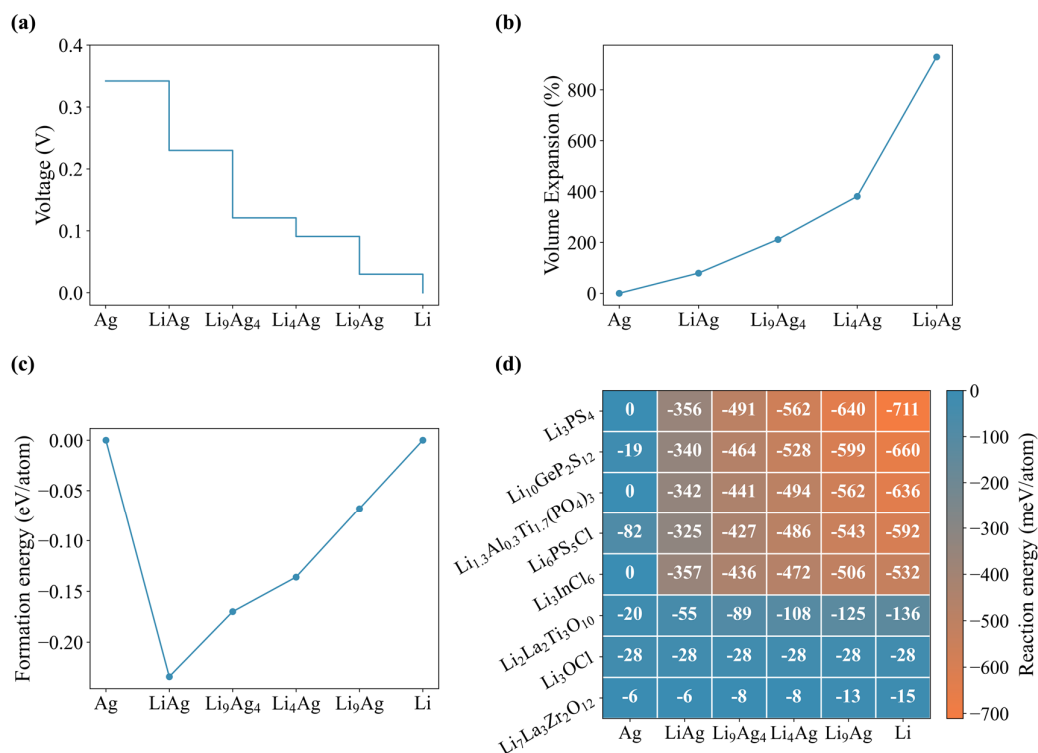 (a)
0.4
0.3
0.2
0.1
0.0
Voltage (V)
Ag LiAg Li₉Ag₄ Li₄Ag Li₉Ag Li
(b)
800
600
400
200
0
Volume Expansion (%)
Ag LiAg Li₉Ag₄ Li₄Ag Li₉Ag
(c)
0.00
−0.05
−0.10
−0.15
−0.20
Formation energy (eV/atom)
Ag LiAg Li₉Ag₄ Li₄Ag Li₉Ag Li
(d)
Li₃PS₄ 0 -356 -491 -562 -640 -711
Li₁₀GeP₂S₁₂ -19 -340 -464 -528 -599 -660
Li₁.₃Al₀.₃Ti₁.₇(PO₄)₃ 0 -342 -441 -494 -562 -636
Li₆PS₅Cl -82 -325 -427 -486 -543 -592
Li₃InCl₆ 0 -357 -436 -472 -506 -532
Li₂La₂Ti₃O₁₀ -20 -55 -89 -108 -125 -136
Li₃OCl -28 -28 -28 -28 -28 -28
Li₇La₃Zr₂O₁₂ -6 -6 -8 -8 -13 -15
Ag LiAg Li₉Ag₄ Li₄Ag Li₉Ag Li
0
−100
−200
−300
−400
−500
−600
−700
Reaction energy (meV/atom)